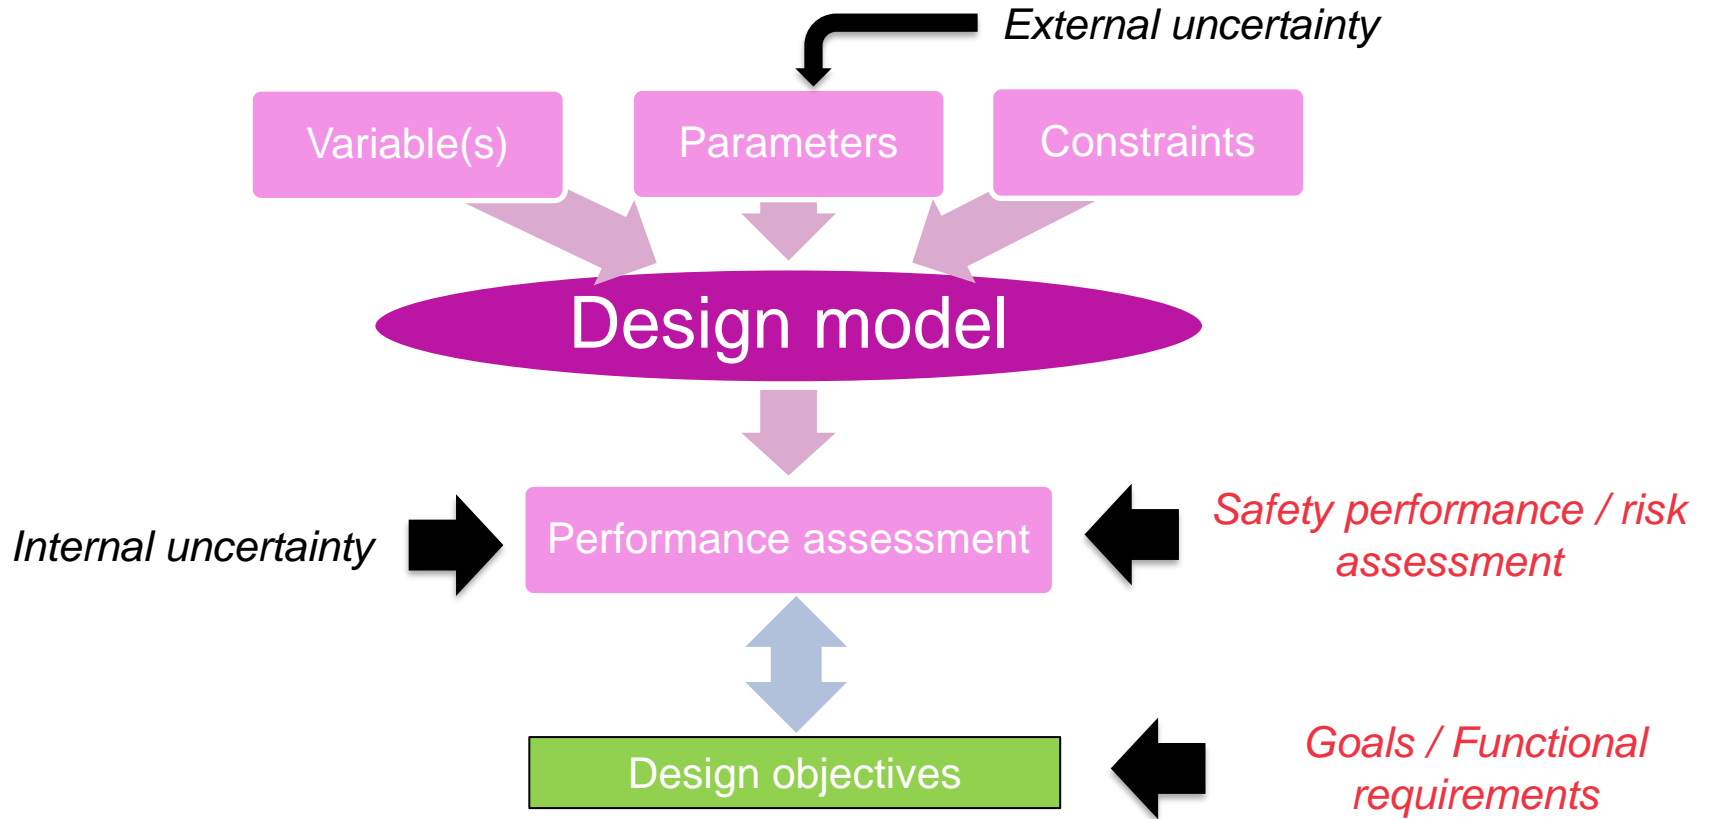 External uncertainty
Variable(s)
Parameters
Constraints
Design model
Internal uncertainty
Performance assessment
Safety performance / risk
assessment
Design objectives
Goals / Functional
requirements